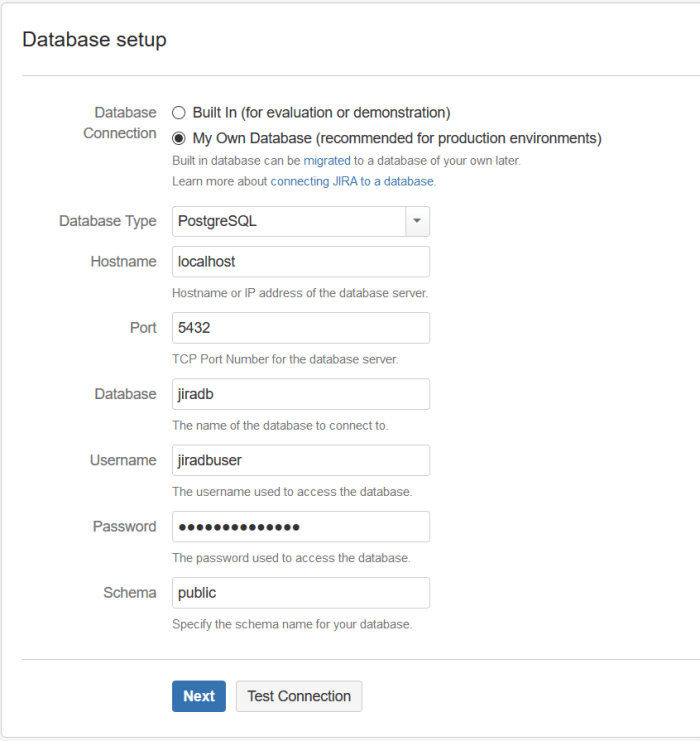 Database setup
Database Connection
Built In (for evaluation or demonstration)
My Own Database (recommended for production environments)
Built in database can be migrated to a database of your own later.
Learn more about connecting JIRA to a database.
Database Type
PostgreSQL
Hostname
localhost
Hostname or IP address of the database server.
Port
5432
TCP Port Number for the database server.
Database
jiradb
The name of the database to connect to.
Username
jiradbuser
The username used to access the database.
Password
●●●●●●●●●●●●●●
The password used to access the database.
Schema
public
Specify the schema name for your database.
Next
Test Connection